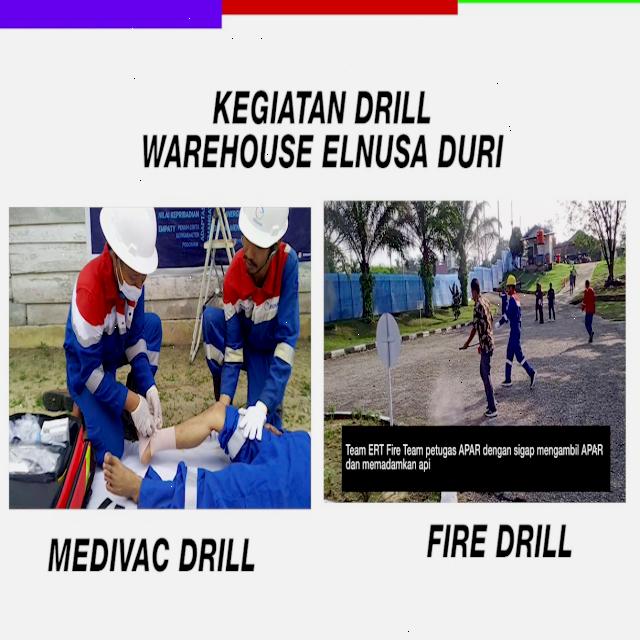 KEGIATAN DRILL
WAREHOUSE ELNUSA DURI
NILAI KEPRIBADIAN
EMPATY
Team ERT Fire Team petugas APAR dengan sigap mengambil APAR
dan memadamkan api
MEDIVAC DRILL
FIRE DRILL